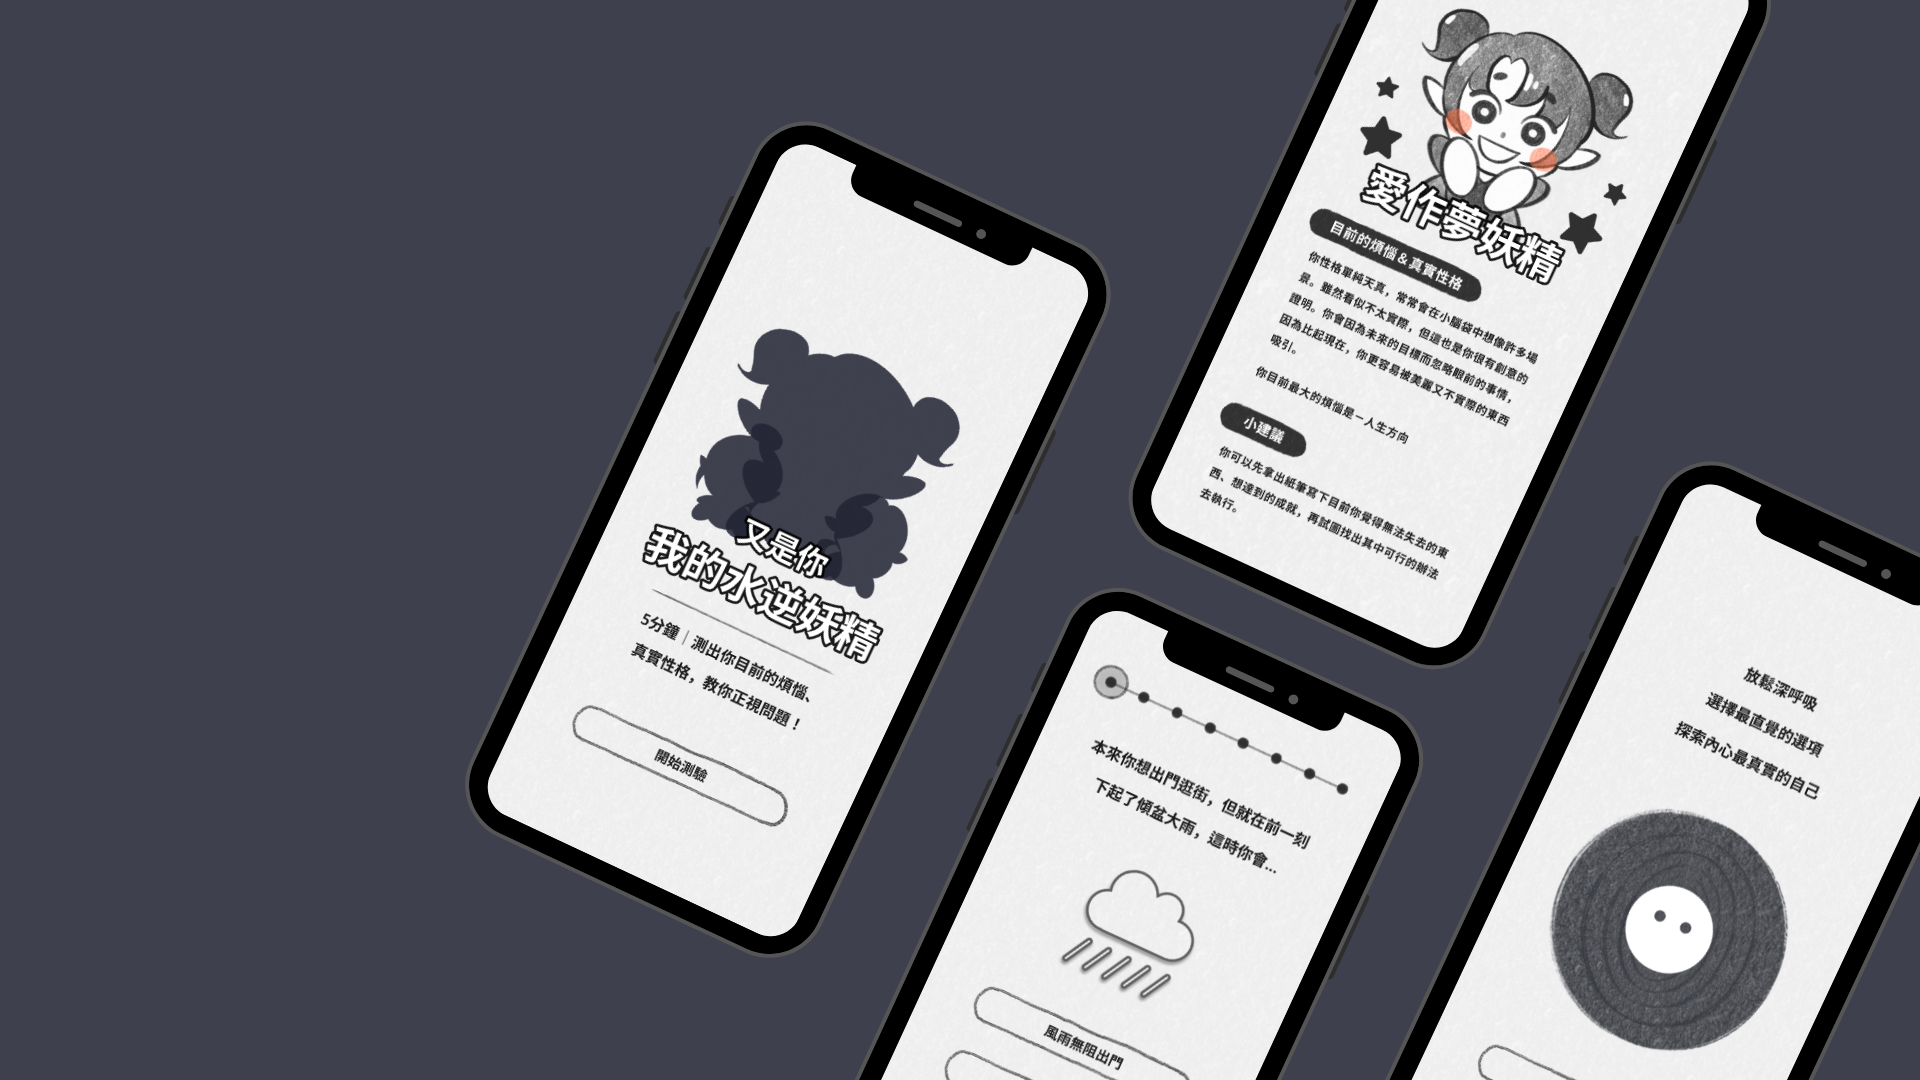 又是你
我的水逆妖精
5分鐘｜測出你目前的煩惱、
真實性格，教你正視問題！
開始測驗
愛作夢妖精
目前的煩惱＆真實性格
你性格單純天真，常常會在小腦袋中想像許多場
景。雖然看似不太實際，但這也是你很有創意的
證明。你會因為未來的目標而忽略眼前的事情，
因為比起現在，你更容易被美麗又不實際的東西
吸引。
你目前最大的煩惱是－人生方向
小建議
你可以先拿出紙筆寫下目前你覺得無法失去的東
西、想達到的成就，再試圖找出其中可行的辦法
去執行。
本來你想出門逛街，但就在前一刻
下起了傾盆大雨，這時你會...
風雨無阻出門
放鬆深呼吸
選擇最直覺的選項
探索內心最真實的自己